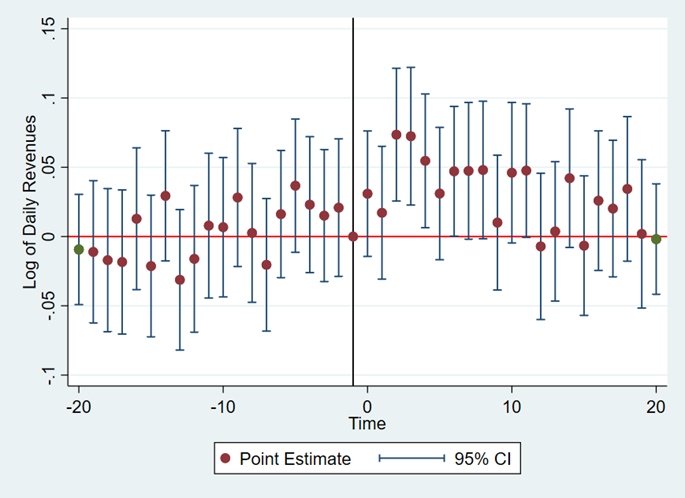 Log of Daily Revenues
.15
.1
.05
0
-.05
-.1
-20
-10
0
10
20
Time
Point Estimate
95% CI